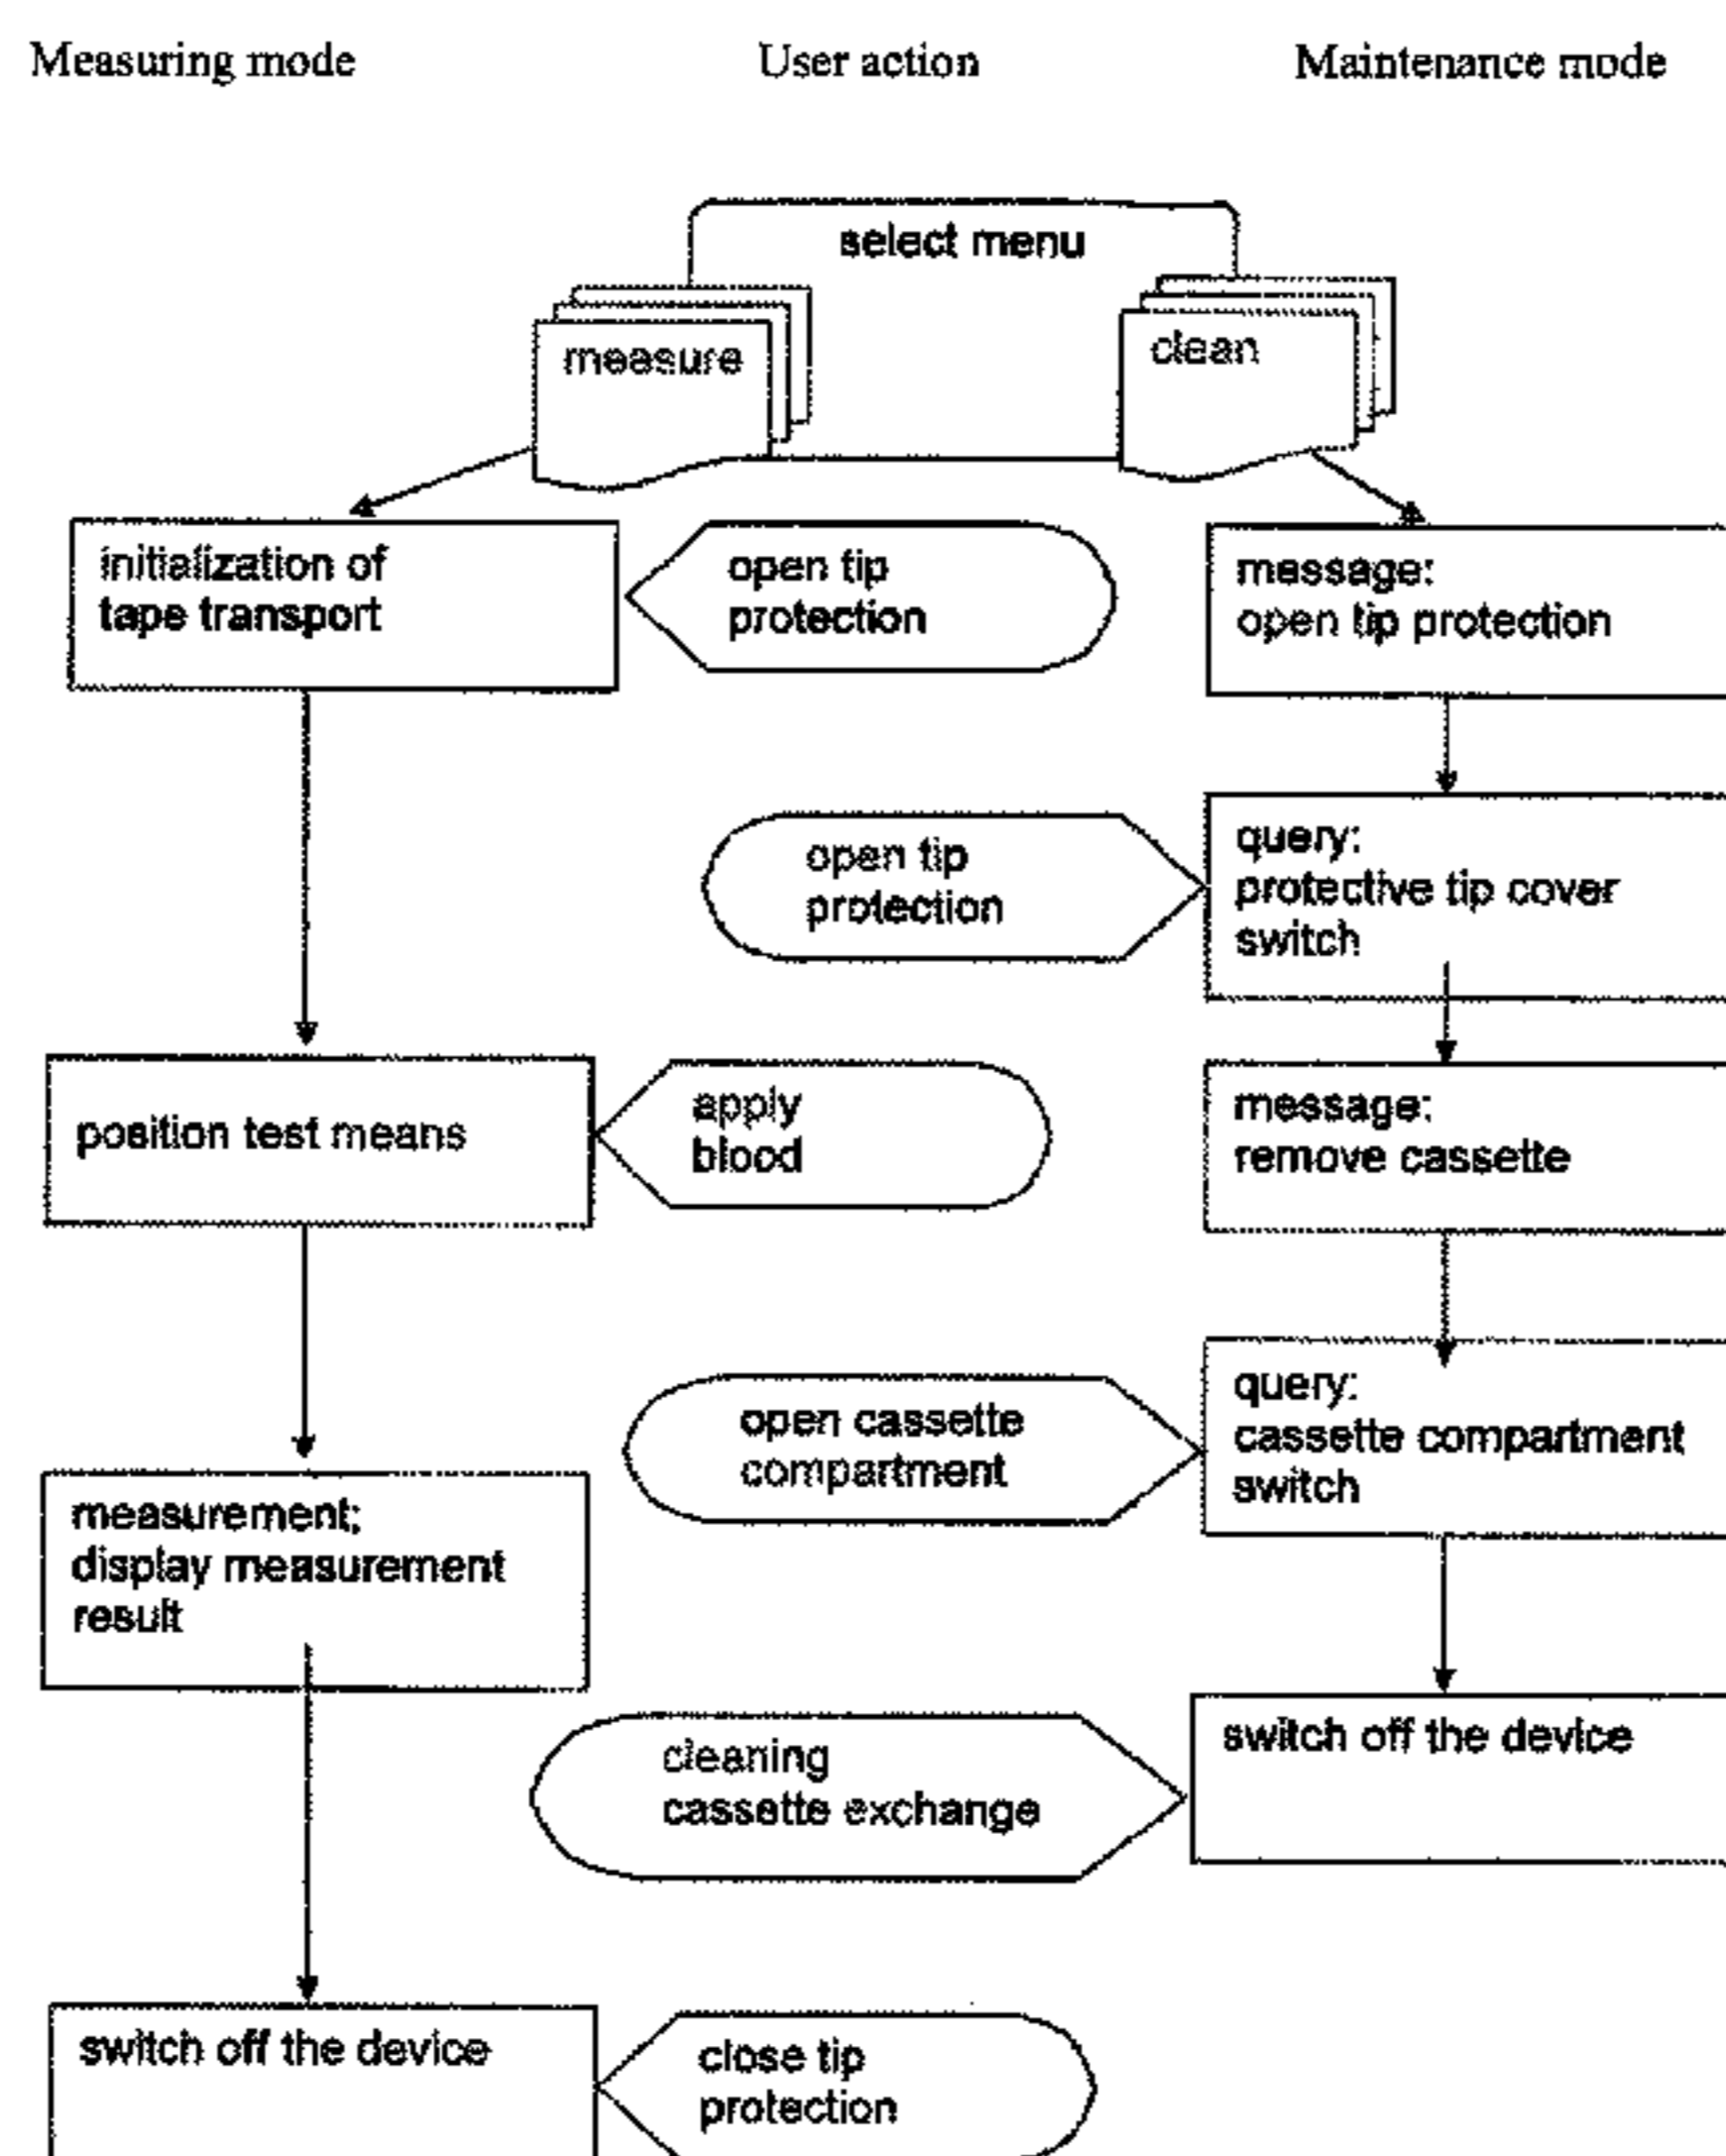 Measuring mode
User action
Maintenance mode
select menu
measure
clean
initialization of
tape transport
open tip
protection
message:
open tip protection
open tip
protection
query:
protective tip cover
switch
position test means
apply
blood
message:
remove cassette
open cassette
compartment
query:
cassette compartment
switch
measurement;
display measurement
result
cleaning
cassette exchange
switch off the device
switch off the device
close tip
protection